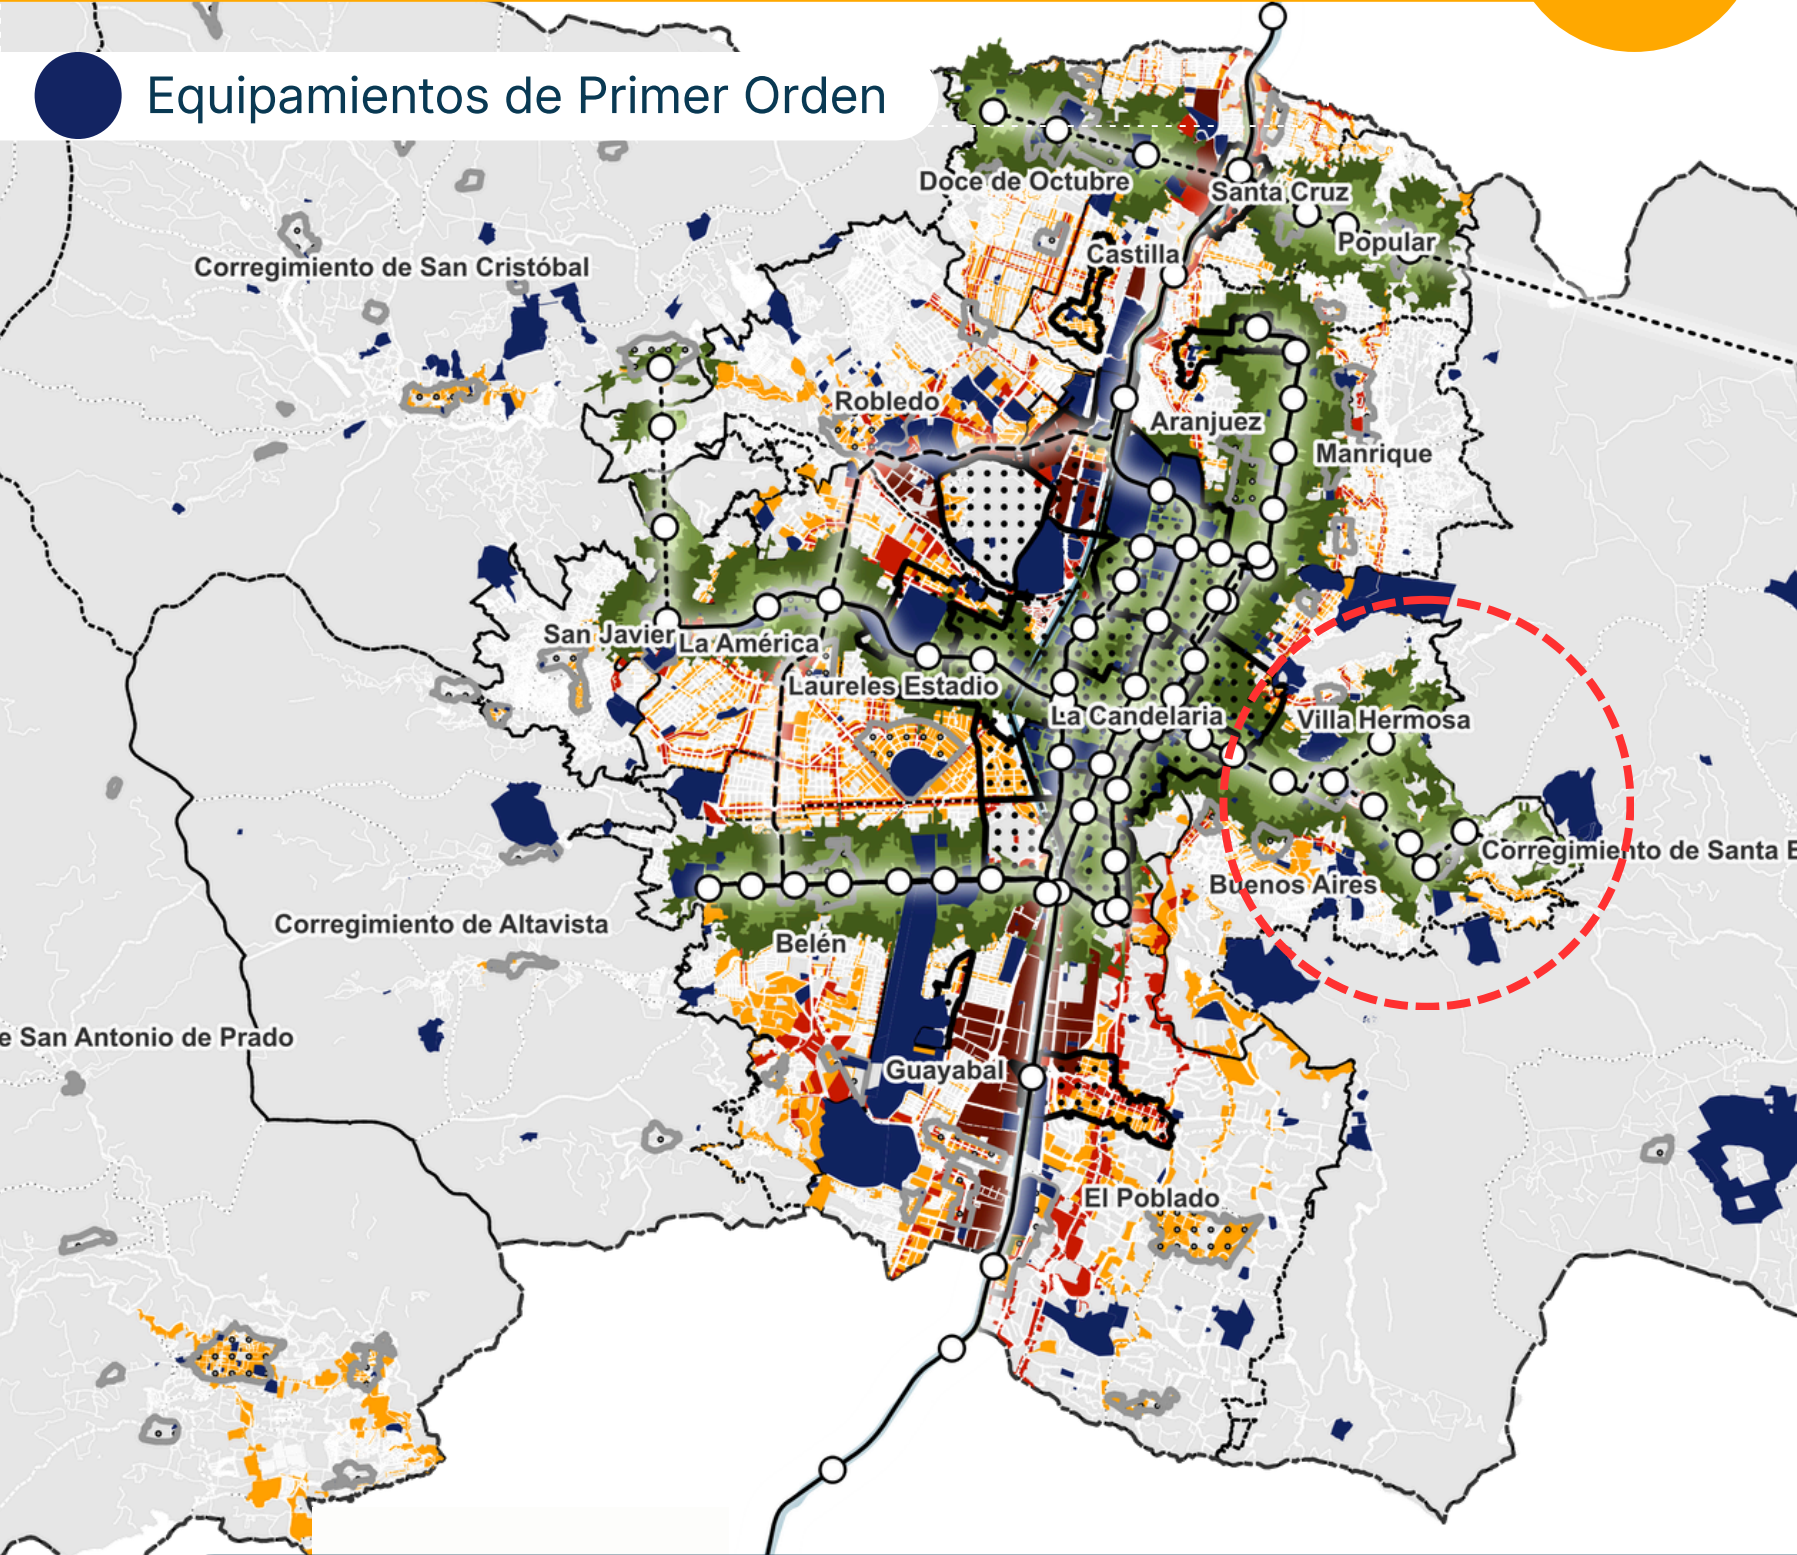 Equipamientos de Primer Orden
Doce de Octubre
Santa Cruz
Popular
Castilla
Corregimiento de San Cristóbal
Robledo
Aranjuez
Manrique
San Javier
La América
Laureles Estadio
La Candelaria
Villa Hermosa
Corregimiento de Santa E
Buenos Aires
Corregimiento de Altavista
Belén
e San Antonio de Prado
Guayabal
El Poblado